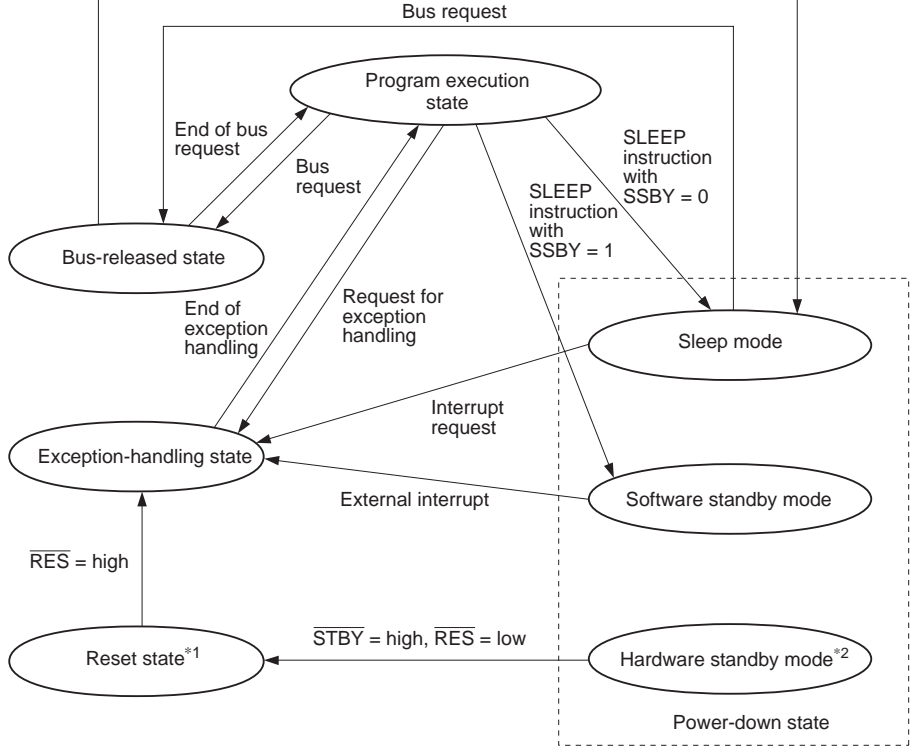 Bus request
Program execution
state
End of bus
request
Bus
request
SLEEP
instruction
with
SSBY = 0
SLEEP
instruction
with
SSBY = 1
Bus-released state
End of
exception
handling
Request for
exception
handling
Sleep mode
Interrupt
request
Exception-handling state
External interrupt
Software standby mode
R̅E̅S̅ = high
S̅T̅B̅Y̅ = high, R̅E̅S̅ = low
Reset state*1
Hardware standby mode*2
Power-down state